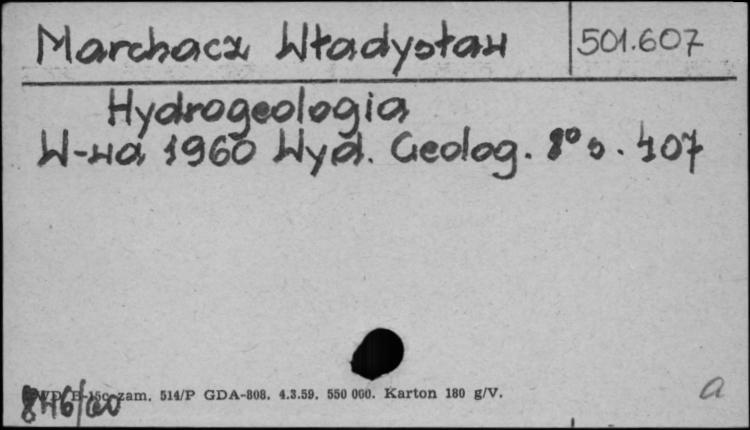 Marchacz Władysław 501.607
Hydrogeologia
W-wa 1960 Wyd. Geolog. 8° s. 407
B-15c zam. 514/P GDA-808. 4.3.59. 550 000. Karton 180 g/V.
a